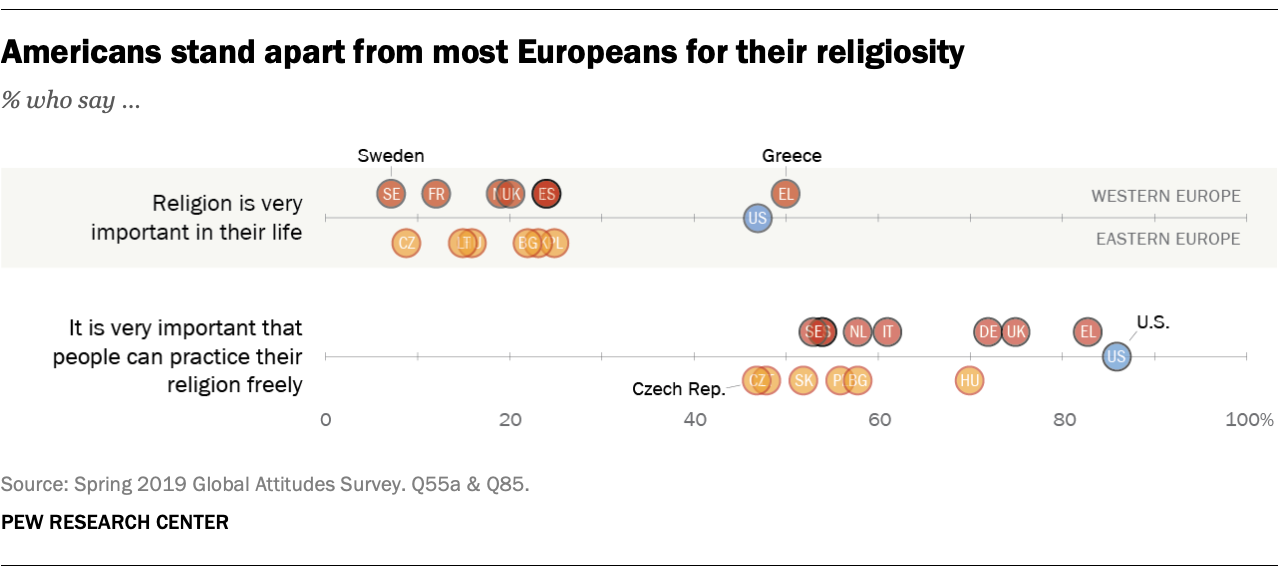 Americans stand apart from most Europeans for their religiosity
% who say ...
Sweden
Greece
SE
FR
UK
ES
EL
WESTERN EUROPE
Religion is very
important in their life
US
CZ
LT
BG
EASTERN EUROPE
It is very important that
people can practice their
religion freely
U.S.
SE
NL
IT
DE
UK
EL
US
Czech Rep.
CZ
SK
BG
HU
0
20
40
60
80
100%
Source: Spring 2019 Global Attitudes Survey. Q55a & Q85.
PEW RESEARCH CENTER